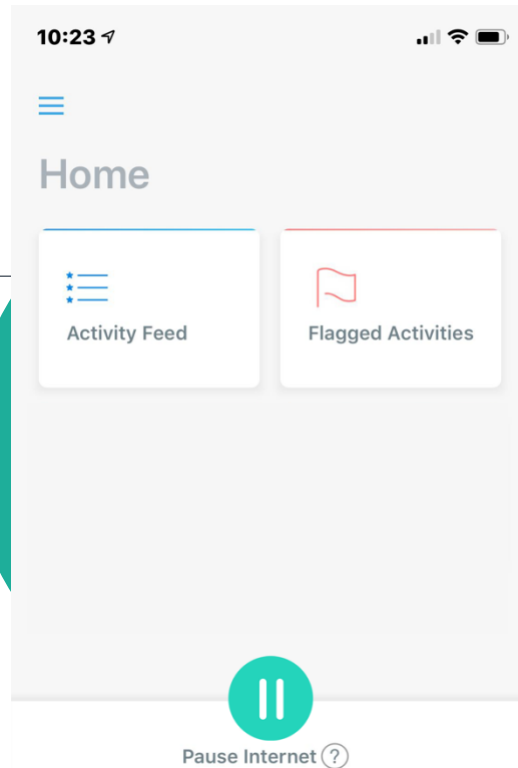 10:23
Home
Activity Feed
Flagged Activities
Pause Internet ?